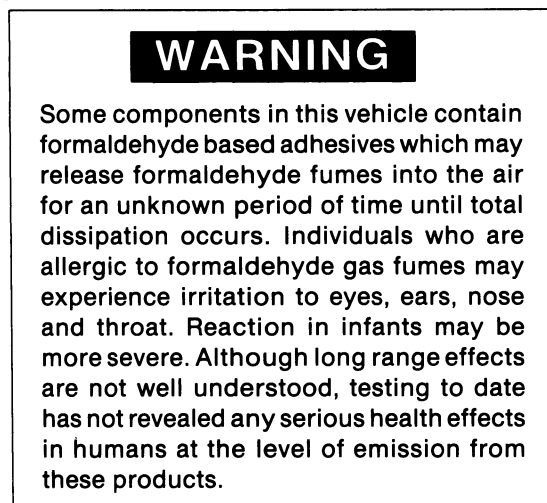 WARNING
Some components in this vehicle contain
formaldehyde based adhesives which may
release formaldehyde fumes into the air
for an unknown period of time until total
dissipation occurs. Individuals who are
allergic to formaldehyde gas fumes may
experience irritation to eyes, ears, nose
and throat. Reaction in infants may be
more severe. Although long range effects
are not well understood, testing to date
has not revealed any serious health effects
in humans at the level of emission from
these products.